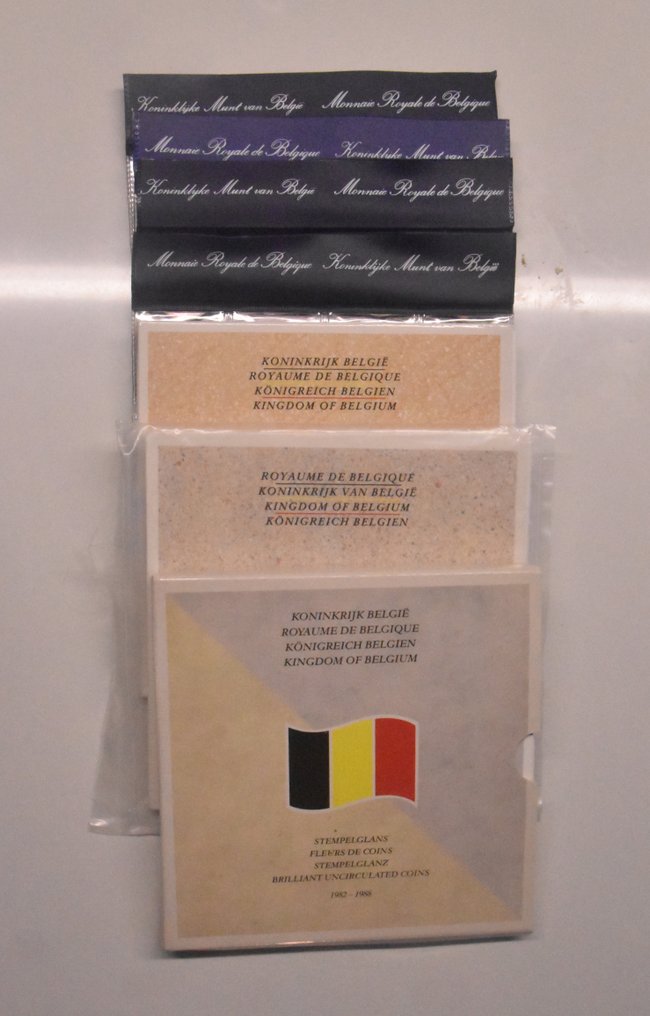 Koninklijke Munt van België Monnaie Royale de Belgique
Monnaie Royale de Belgique Koninklijke Munt van België
Koninklijke Munt van België Monnaie Royale de Belgique
Monnaie Royale de Belgique Koninklijke Munt van België
KONINKRIJK BELGIË
ROYAUME DE BELGIQUE
KÖNIGREICH BELGIEN
KINGDOM OF BELGIUM
ROYAUME DE BELGIQUE
KONINKRIJK VAN BELGIË
KINGDOM OF BELGIUM
KÖNIGREICH BELGIEN
KONINKRIJK BELGIË
ROYAUME DE BELGIQUE
KÖNIGREICH BELGIEN
KINGDOM OF BELGIUM
STEMPELGLANS
FLEURS DE COINS
STEMPELGLANZ
BRILLIANT UNCIRCULATED COINS
1982 - 1988